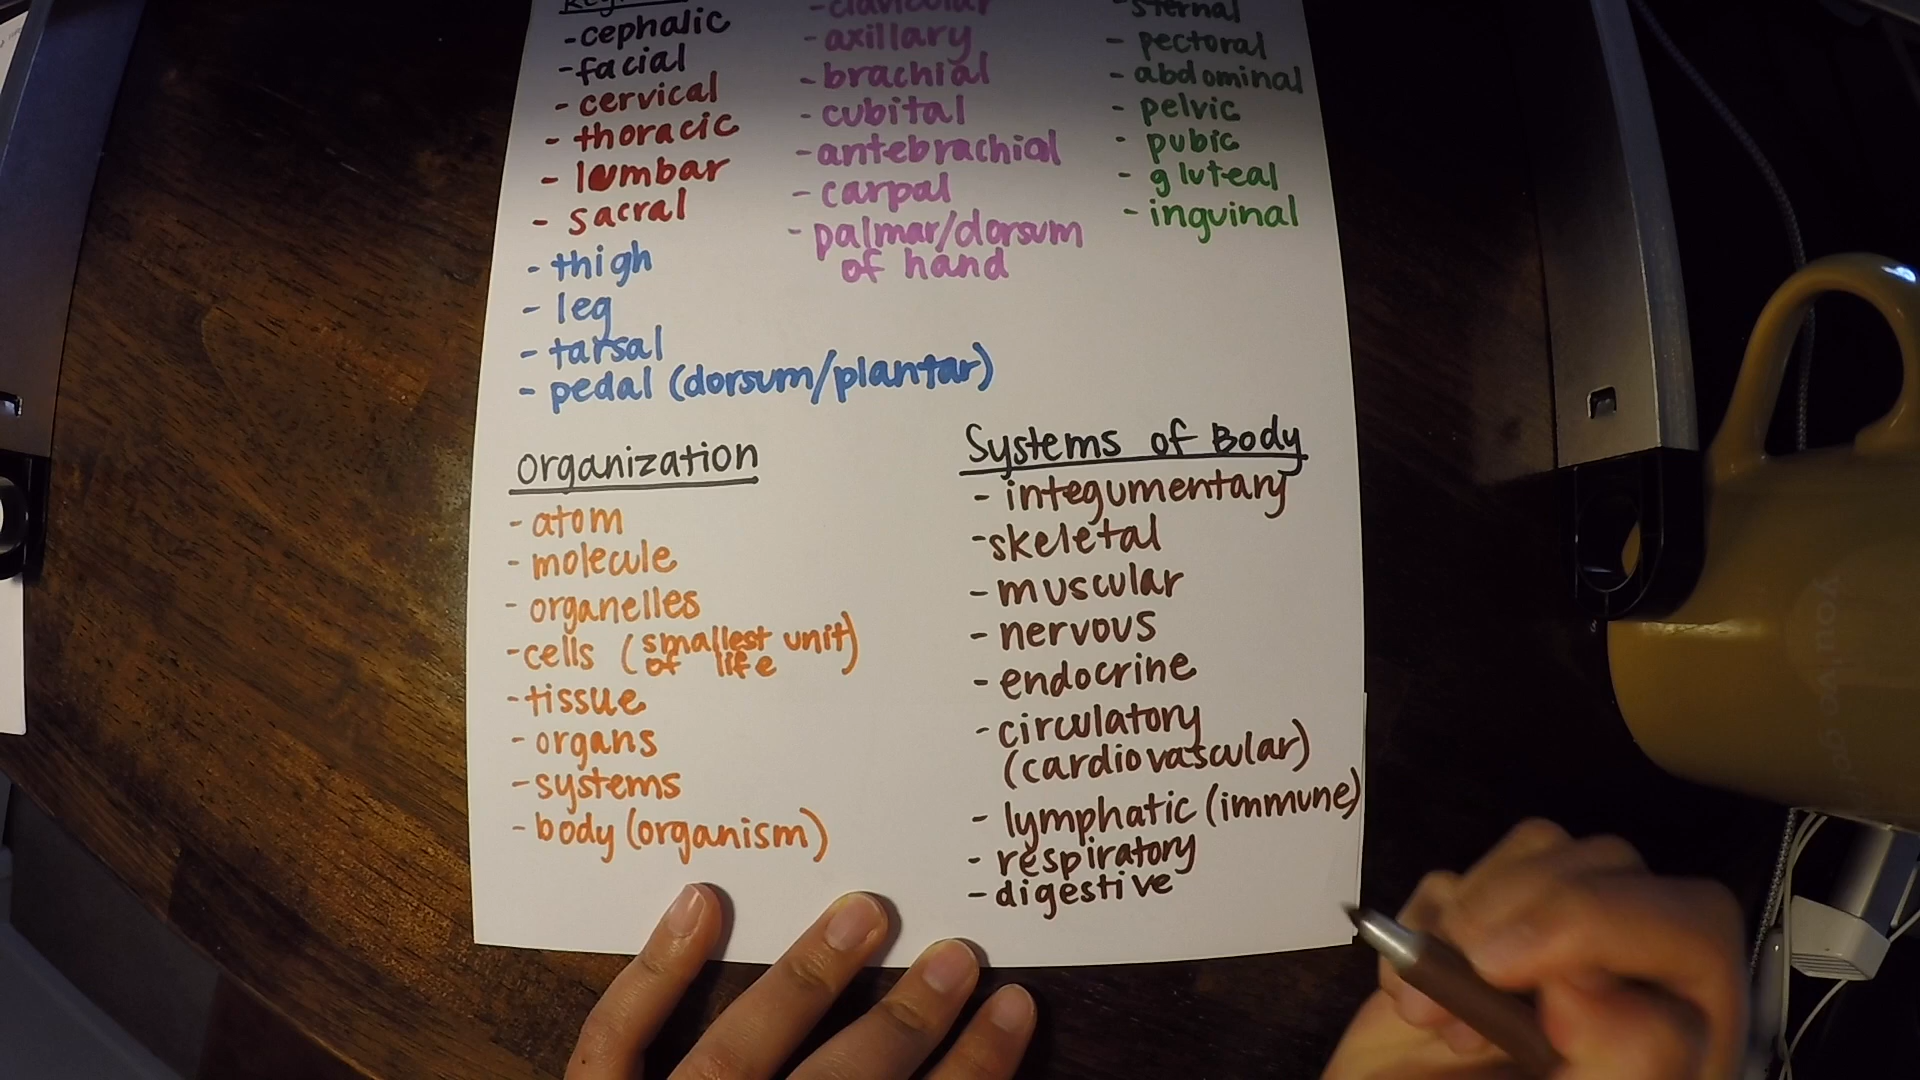 - cephalic
- facial
- cervical
- thoracic
- lumbar
- sacral
- thigh
- leg
- tarsal
- pedal (dorsum/plantar)
- clavicular
- axillary
- brachial
- cubital
- antebrachial
- carpal
- palmar/dorsum
of hand
- sternal
- pectoral
- abdominal
- pelvic
- pubic
- gluteal
- inguinal
Organization
- atom
- molecule
- organelles
- cells (smallest unit
of life)
- tissue
- organs
- systems
- body (organism)
Systems of Body
- integumentary
- skeletal
- muscular
- nervous
- endocrine
- circulatory
(cardiovascular)
- lymphatic (immune)
- respiratory
- digestive